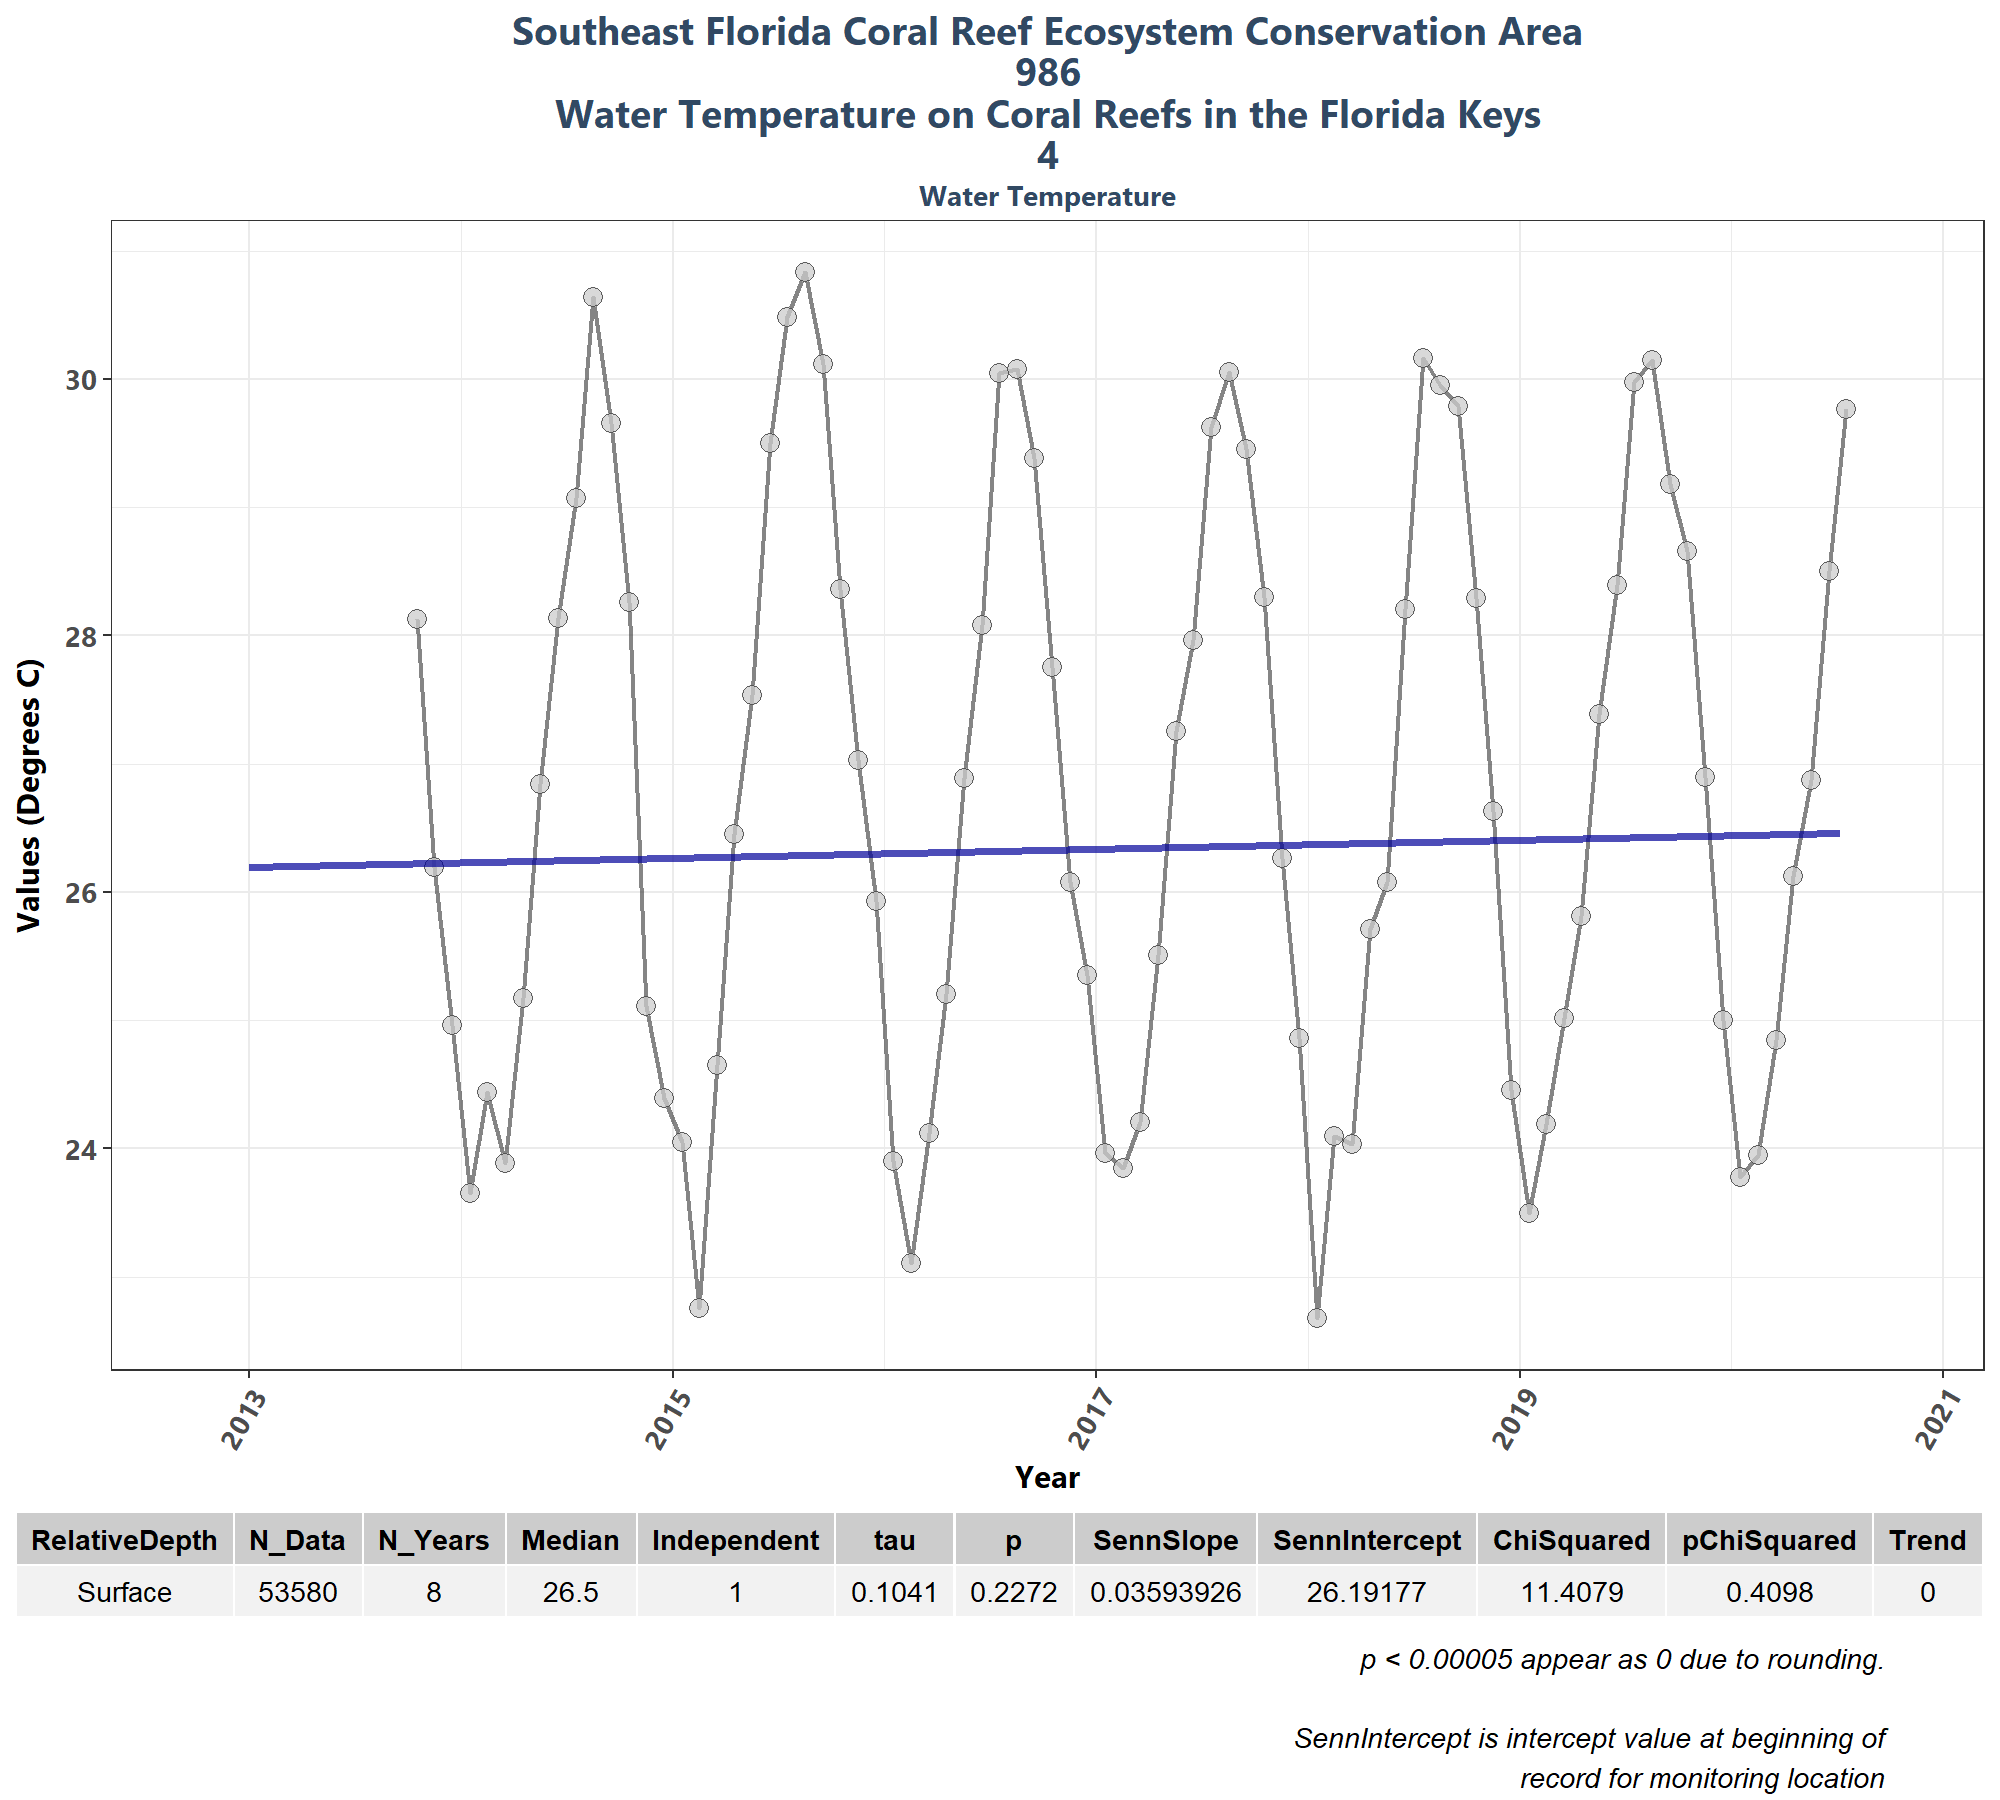 Southeast Florida Coral Reef Ecosystem Conservation Area
986
Water Temperature on Coral Reefs in the Florida Keys
4
Water Temperature
30
28
26
24
Values (Degrees C)
2013
2015
2017
2019
2021
Year
RelativeDepth N_Data N_Years Median Independent tau p SennSlope SennIntercept ChiSquared pChiSquared Trend
Surface 53580 8 26.5 1 0.1041 0.2272 0.03593926 26.19177 11.4079 0.4098 0
p < 0.00005 appear as 0 due to rounding.
SennIntercept is intercept value at beginning of
record for monitoring location